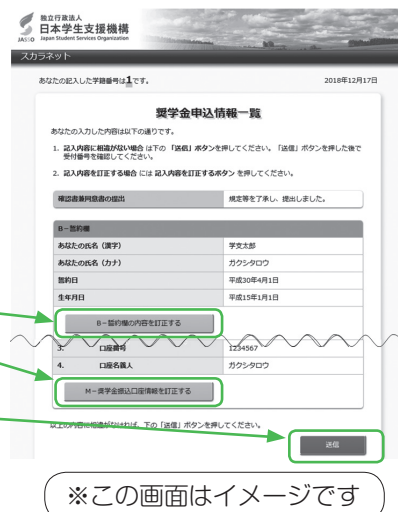 独立行政法人
日本学生支援機構
JASSO Japan Student Services Organization
スカラネット
あなたの記入した学籍番号は1です。 2018年12月17日
奨学金申込情報一覧
あなたの入力した内容は以下の通りです。
1. 記入内容に相違がない場合 は下の 「送信」ボタンを押してください。「送信」ボタンを押した後で
受付番号を確認してください。
2. 記入内容を訂正する場合 には 記入内容を訂正するボタン を押してください。
確認書兼同意書の提出 規定等を了承し、提出しました。
B－誓約欄
あなたの氏名（漢字） 学支太郎
あなたの氏名（カナ） ガクシタロウ
誓約日 平成30年4月1日
生年月日 平成15年1月1日
B－誓約欄の内容を訂正する
3. 口座番号 1234567
4. 口座名義人 ガクシタロウ
M－奨学金振込口座情報を訂正する
以上の内容に相違がなければ、下の「送信」ボタンを押してください。
送信
※この画面はイメージです